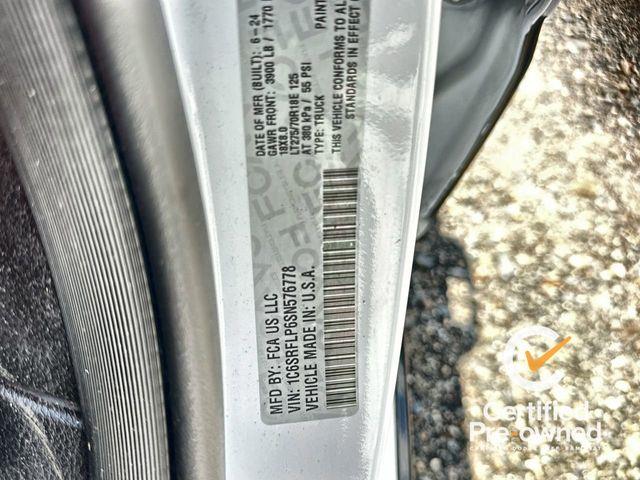 MFD BY: FCA US LLC
DATE OF MFR (BUILT): 6-24
GAWR FRONT: 3900 LB / 1770
18X8.0
LT275/70R18E 125
AT 380 kPa / 55 PSI
TYPE: TRUCK
PAINT
VIN: 1C6SRFLP6SN576778
VEHICLE MADE IN: U.S.A.
THIS VEHICLE CONFORMS TO AL
STANDARDS IN EFFECT O
Certified
Pre-owned